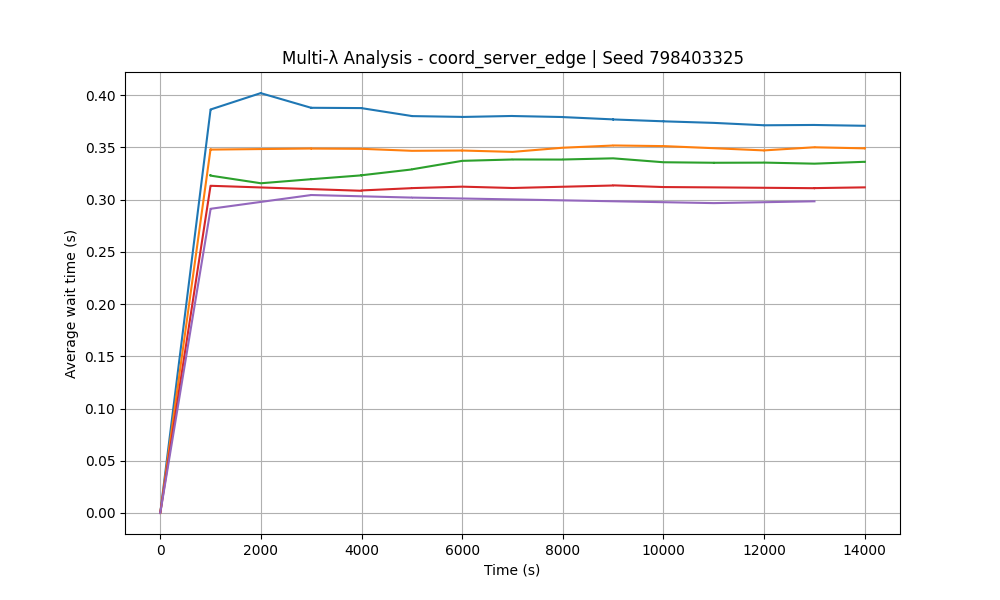 Multi-λ Analysis - coord_server_edge | Seed 798403325
Average wait time (s)
0.40
0.35
0.30
0.25
0.20
0.15
0.10
0.05
0.00
0 2000 4000 6000 8000 10000 12000 14000
Time (s)